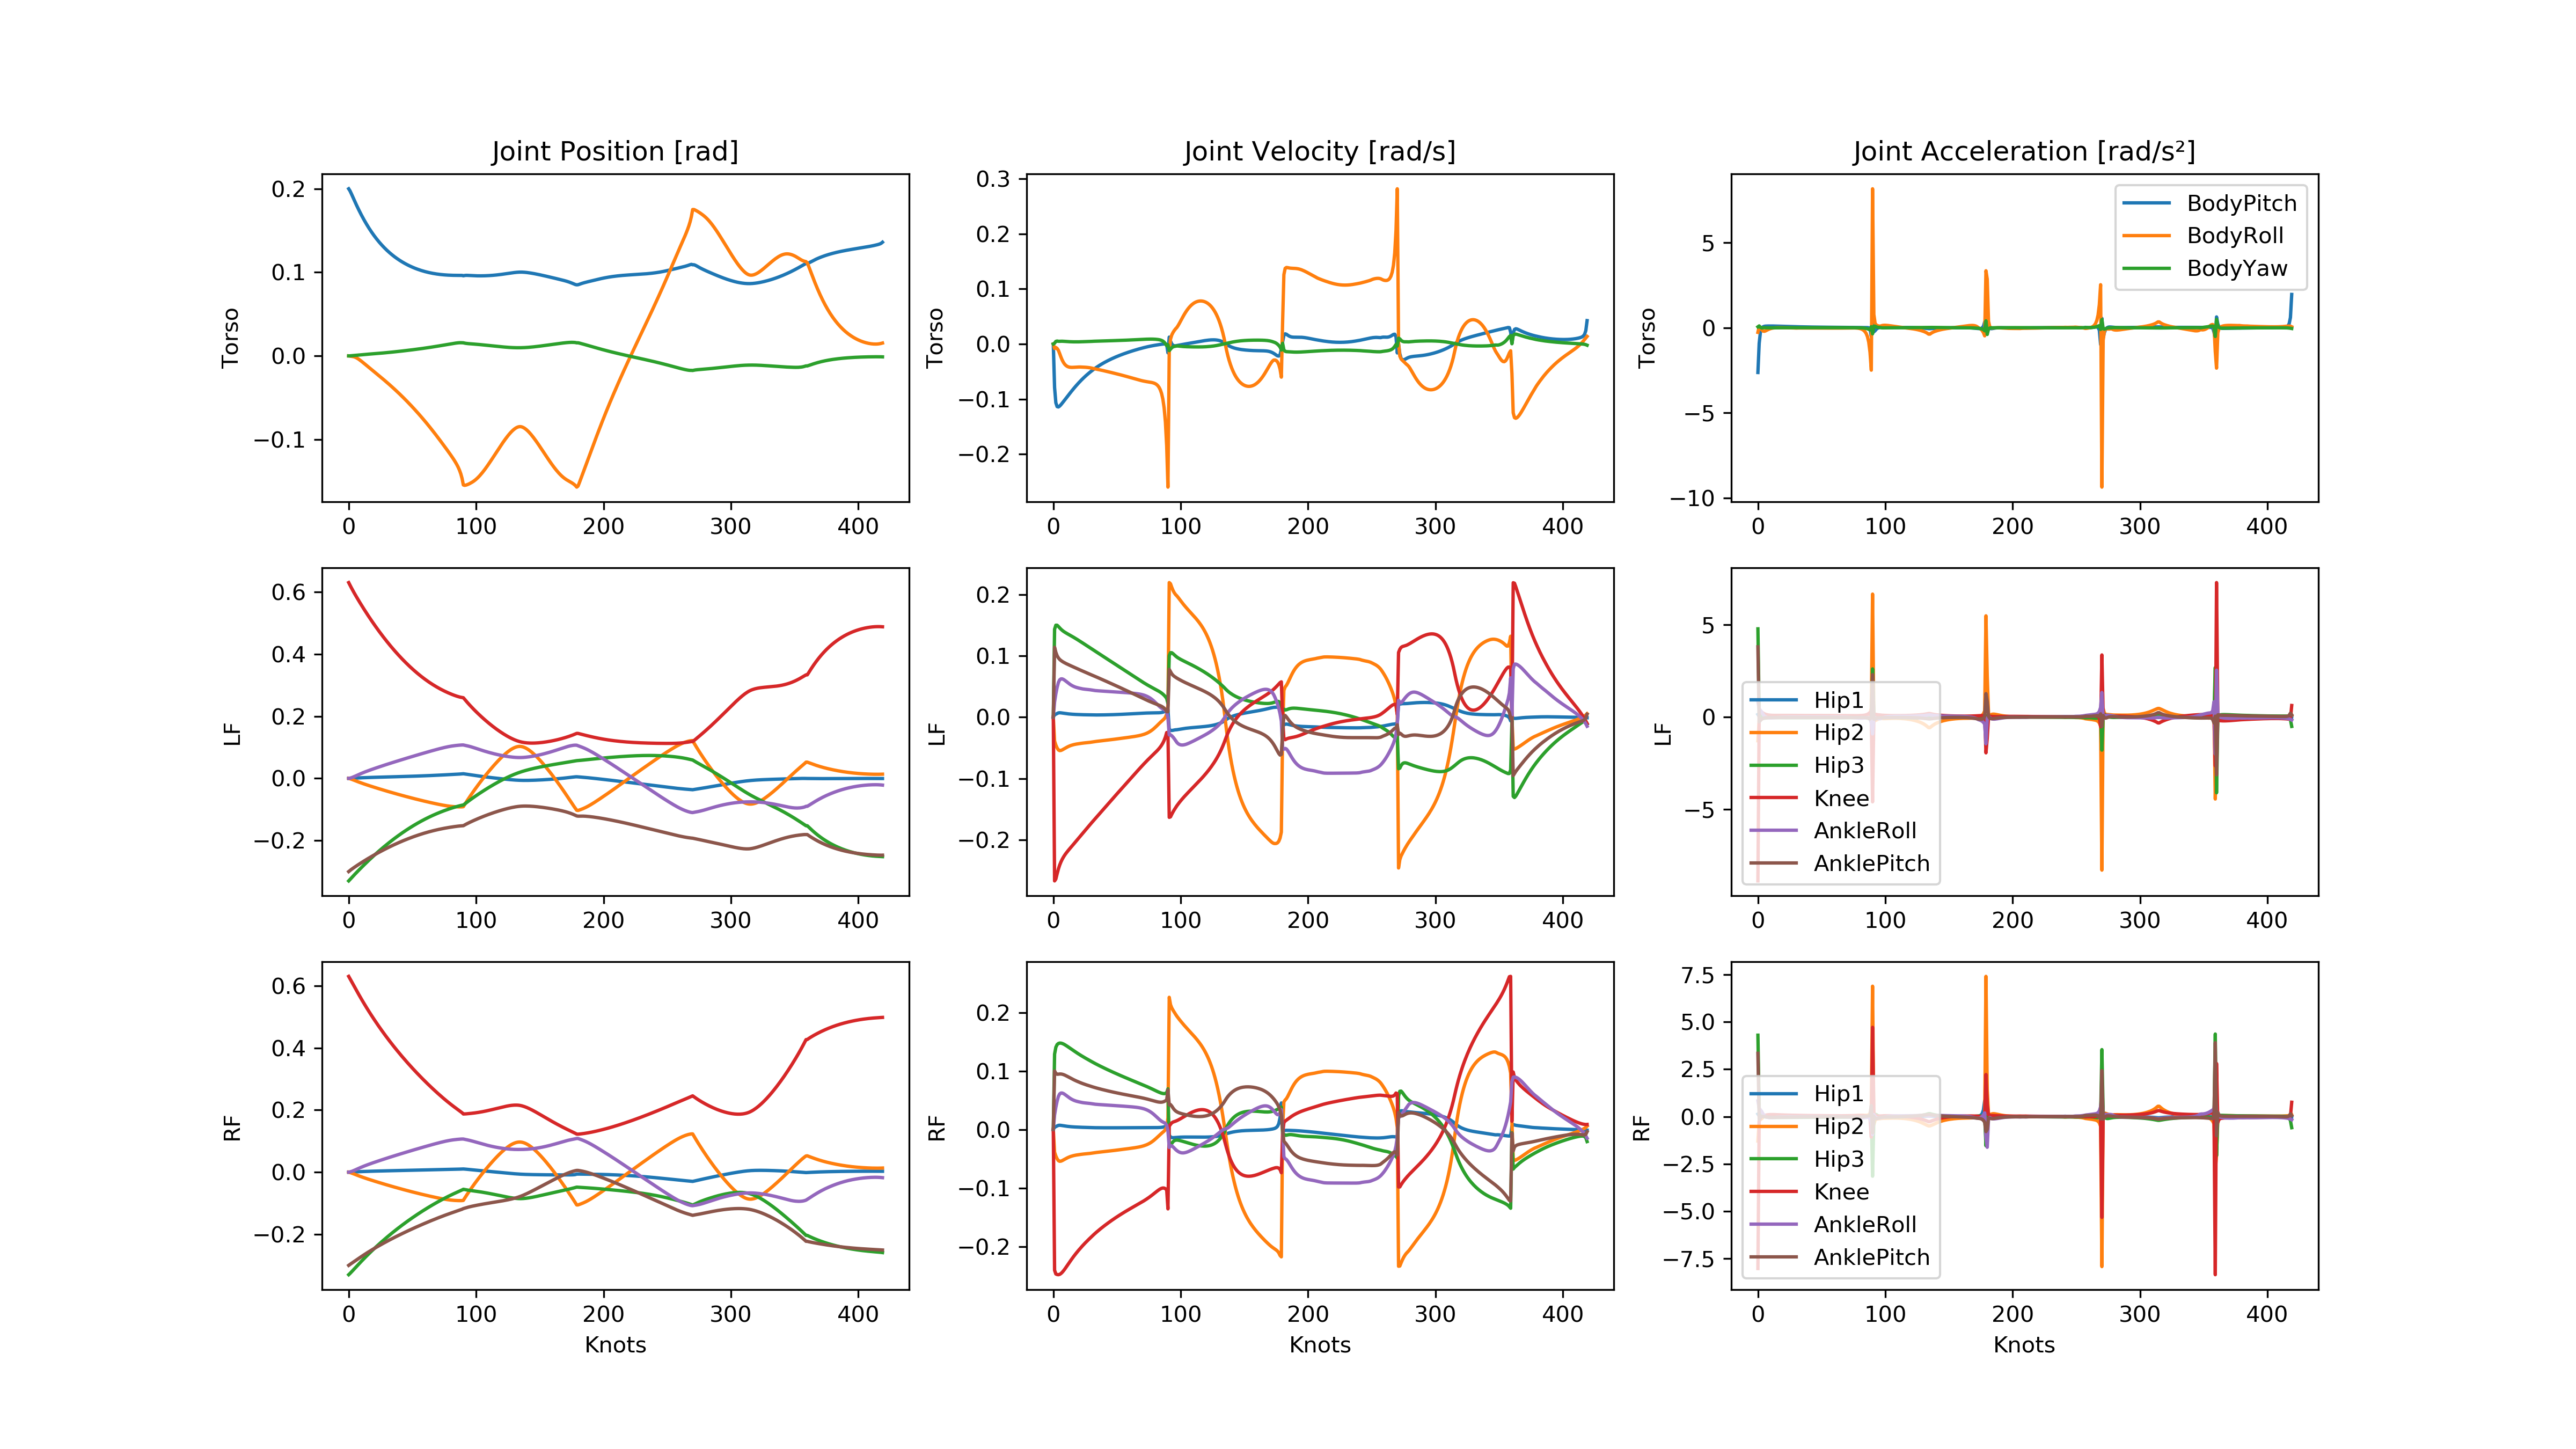 Joint Position [rad]
Joint Velocity [rad/s]
Joint Acceleration [rad/s²]
Torso
0.2
0.1
0.0
−0.1
0 100 200 300 400
Torso
0.3
0.2
0.1
0.0
−0.1
−0.2
0 100 200 300 400
Torso
5
0
−5
−10
0 100 200 300 400
BodyPitch
BodyRoll
BodyYaw
LF
0.6
0.4
0.2
0.0
−0.2
0 100 200 300 400
LF
0.2
0.1
0.0
−0.1
−0.2
0 100 200 300 400
LF
5
0
−5
0 100 200 300 400
Hip1
Hip2
Hip3
Knee
AnkleRoll
AnklePitch
RF
0.6
0.4
0.2
0.0
−0.2
0 100 200 300 400
Knots
RF
0.2
0.1
0.0
−0.1
−0.2
0 100 200 300 400
Knots
RF
7.5
5.0
2.5
0.0
−2.5
−5.0
−7.5
0 100 200 300 400
Knots
Hip1
Hip2
Hip3
Knee
AnkleRoll
AnklePitch